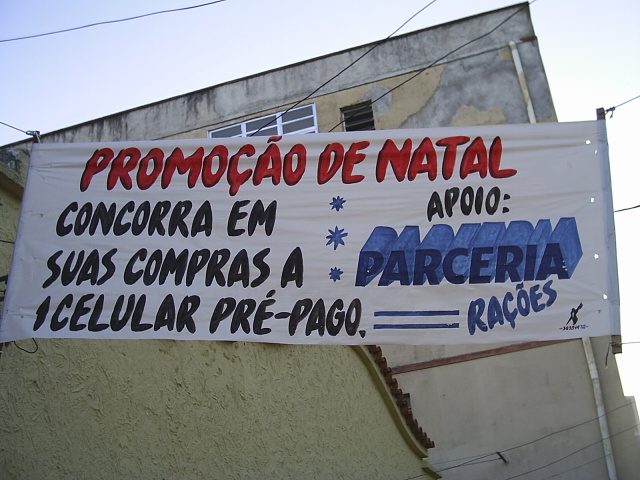 PROMOÇÃO DE NATAL
CONCORRA EM
SUAS COMPRAS A
1 CELULAR PRÉ-PAGO.
APOIO:
PARCERIA
RAÇÕES